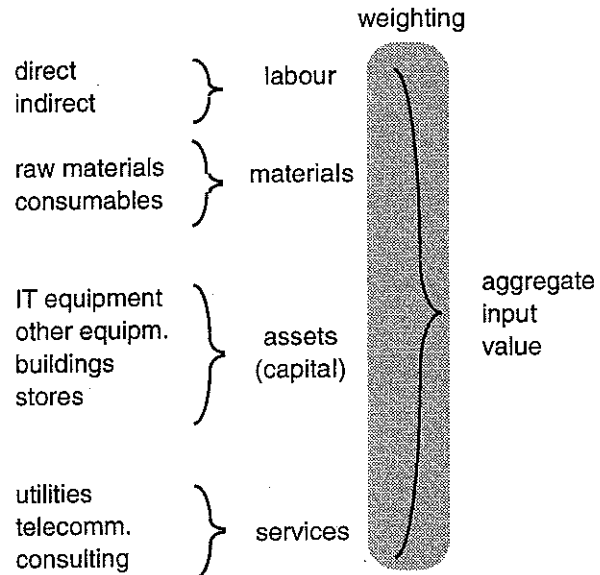 weighting
direct
indirect
labour
raw materials
consumables
materials
IT equipment
other equipm.
buildings
stores
assets
(capital)
utilities
telecomm.
consulting
services
aggregate
input
value